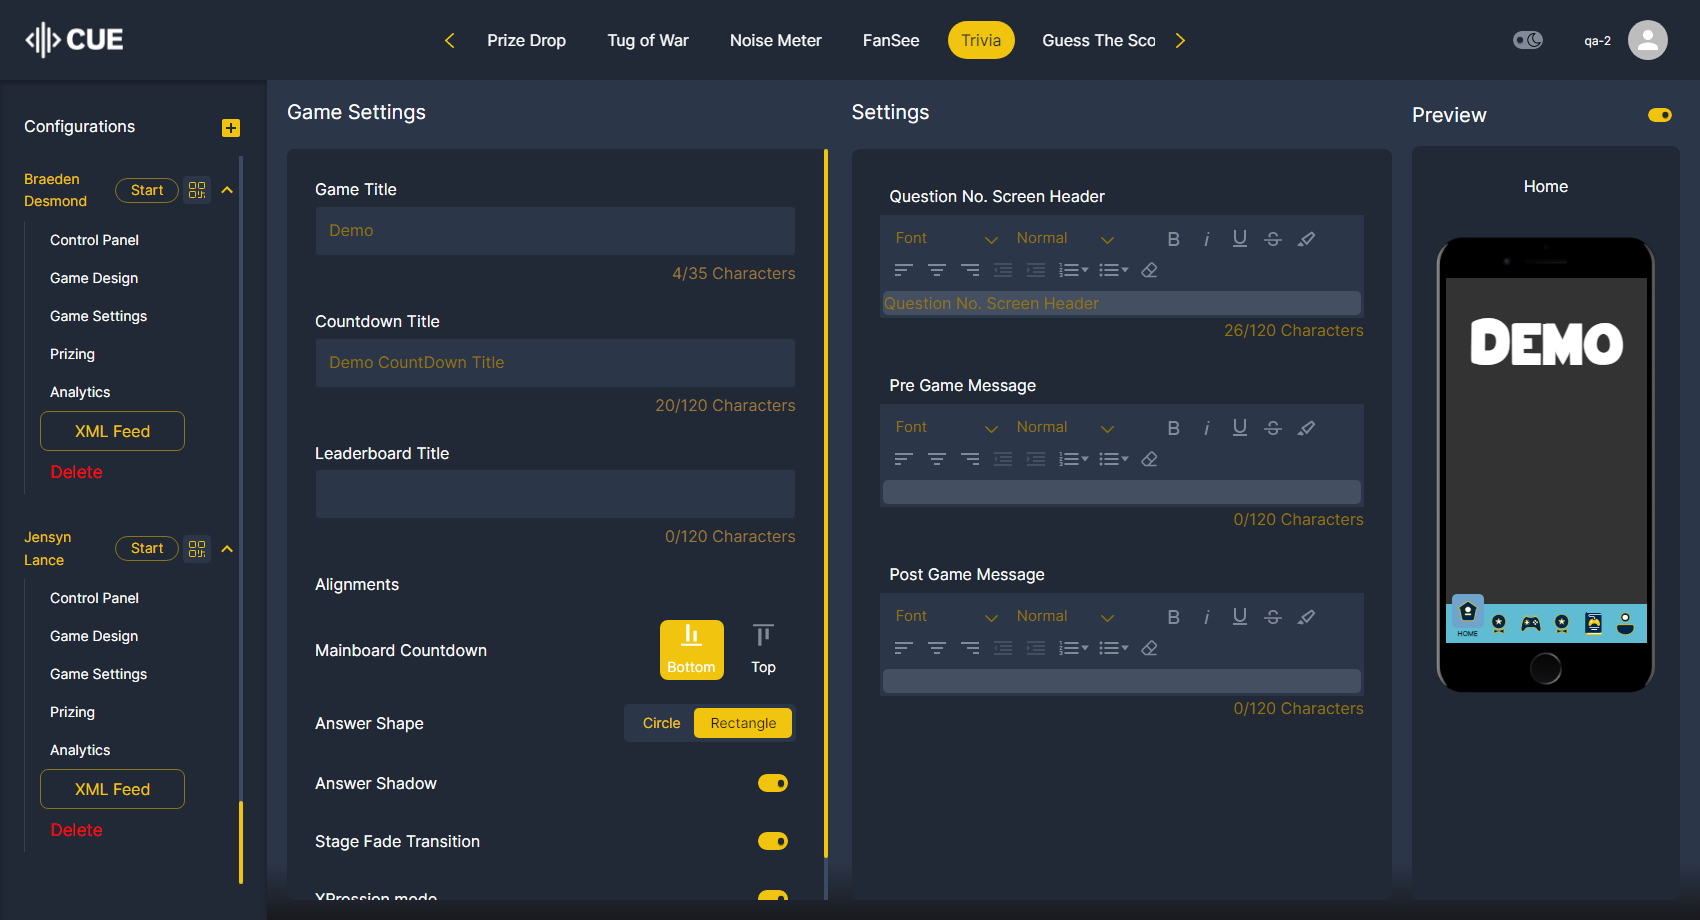 CUE
Prize Drop
Tug of War
Noise Meter
FanSee
Trivia
Guess The Sco
qa-2
Configurations
Braeden
Desmond
Start
Control Panel
Game Design
Game Settings
Prizing
Analytics
XML Feed
Delete
Jensyn
Lance
Start
Control Panel
Game Design
Game Settings
Prizing
Analytics
XML Feed
Delete
Game Settings
Game Title
Demo
4/35 Characters
Countdown Title
Demo CountDown Title
20/120 Characters
Leaderboard Title
0/120 Characters
Alignments
Mainboard Countdown
Bottom
Top
Answer Shape
Circle
Rectangle
Answer Shadow
Stage Fade Transition
XPression mode
Settings
Question No. Screen Header
Font
Normal
Question No. Screen Header
26/120 Characters
Pre Game Message
Font
Normal
0/120 Characters
Post Game Message
Font
Normal
0/120 Characters
Preview
Home
DEMO
HOME